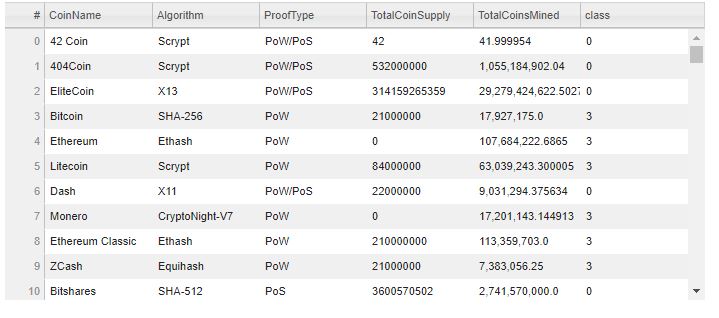 # CoinName Algorithm ProofType TotalCoinSupply TotalCoinsMined class
0 42 Coin Scrypt PoW/PoS 42 41.999954 0
1 404Coin Scrypt PoW/PoS 532000000 1,055,184,902.04 0
2 EliteCoin X13 PoW/PoS 314159265359 29,279,424,622.5027 0
3 Bitcoin SHA-256 PoW 21000000 17,927,175.0 3
4 Ethereum Ethash PoW 0 107,684,222.6865 3
5 Litecoin Scrypt PoW 84000000 63,039,243.300005 3
6 Dash X11 PoW/PoS 22000000 9,031,294.375634 0
7 Monero CryptoNight-V7 PoW 0 17,201,143.144913 3
8 Ethereum Classic Ethash PoW 210000000 113,359,703.0 3
9 ZCash Equihash PoW 21000000 7,383,056.25 3
10 Bitshares SHA-512 PoS 3600570502 2,741,570,000.0 0